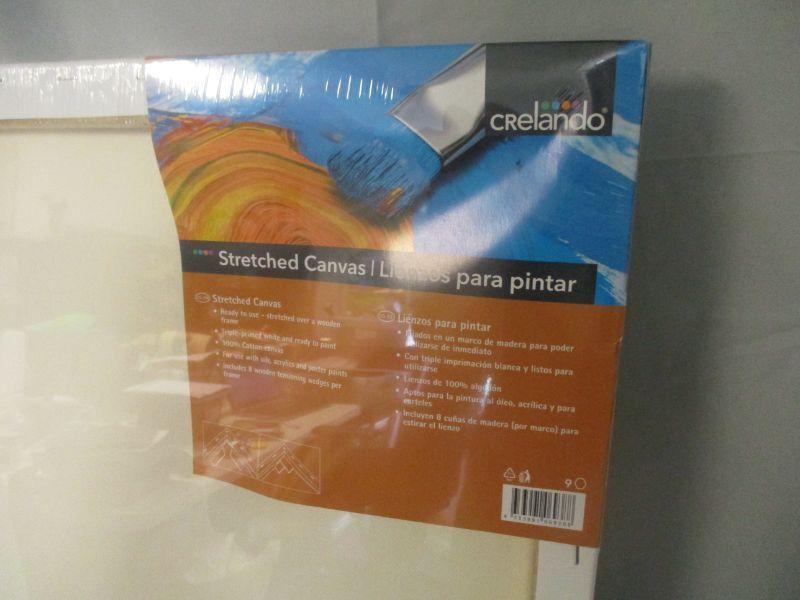 CRelando®
Stretched Canvas | Lienzos para pintar
Stretched Canvas
• Ready to use - stretched over a wooden
frame
• Triple-primed white and ready to paint
• 100% Cotton canvas
• For use with oils, acrylics and poster paints
• Includes 8 wooden tensioning wedges per
frame
Lienzos para pintar
• Fijados en un marco de madera para poder
utilizarse de inmediato
• Con triple imprimación blanca y listos para
utilizarse
• Lienzos de 100% algodón
• Aptos para la pintura al óleo, acrílica y para
carteles
• Incluyen 8 cuñas de madera (por marco) para
estirar el lienzo
9